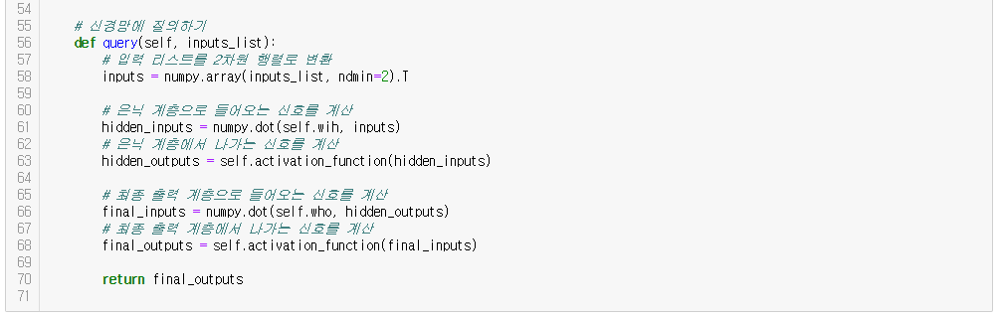 54
55 # 신경망에 질의하기
56 def query(self, inputs_list):
57 # 입력 리스트를 2차원 행렬로 변환
58 inputs = numpy.array(inputs_list, ndmin=2).T
59
60 # 은닉 계층으로 들어오는 신호를 계산
61 hidden_inputs = numpy.dot(self.wih, inputs)
62 # 은닉 계층에서 나가는 신호를 계산
63 hidden_outputs = self.activation_function(hidden_inputs)
64
65 # 최종 출력 계층으로 들어오는 신호를 계산
66 final_inputs = numpy.dot(self.who, hidden_outputs)
67 # 최종 출력 계층에서 나가는 신호를 계산
68 final_outputs = self.activation_function(final_inputs)
69
70 return final_outputs
71